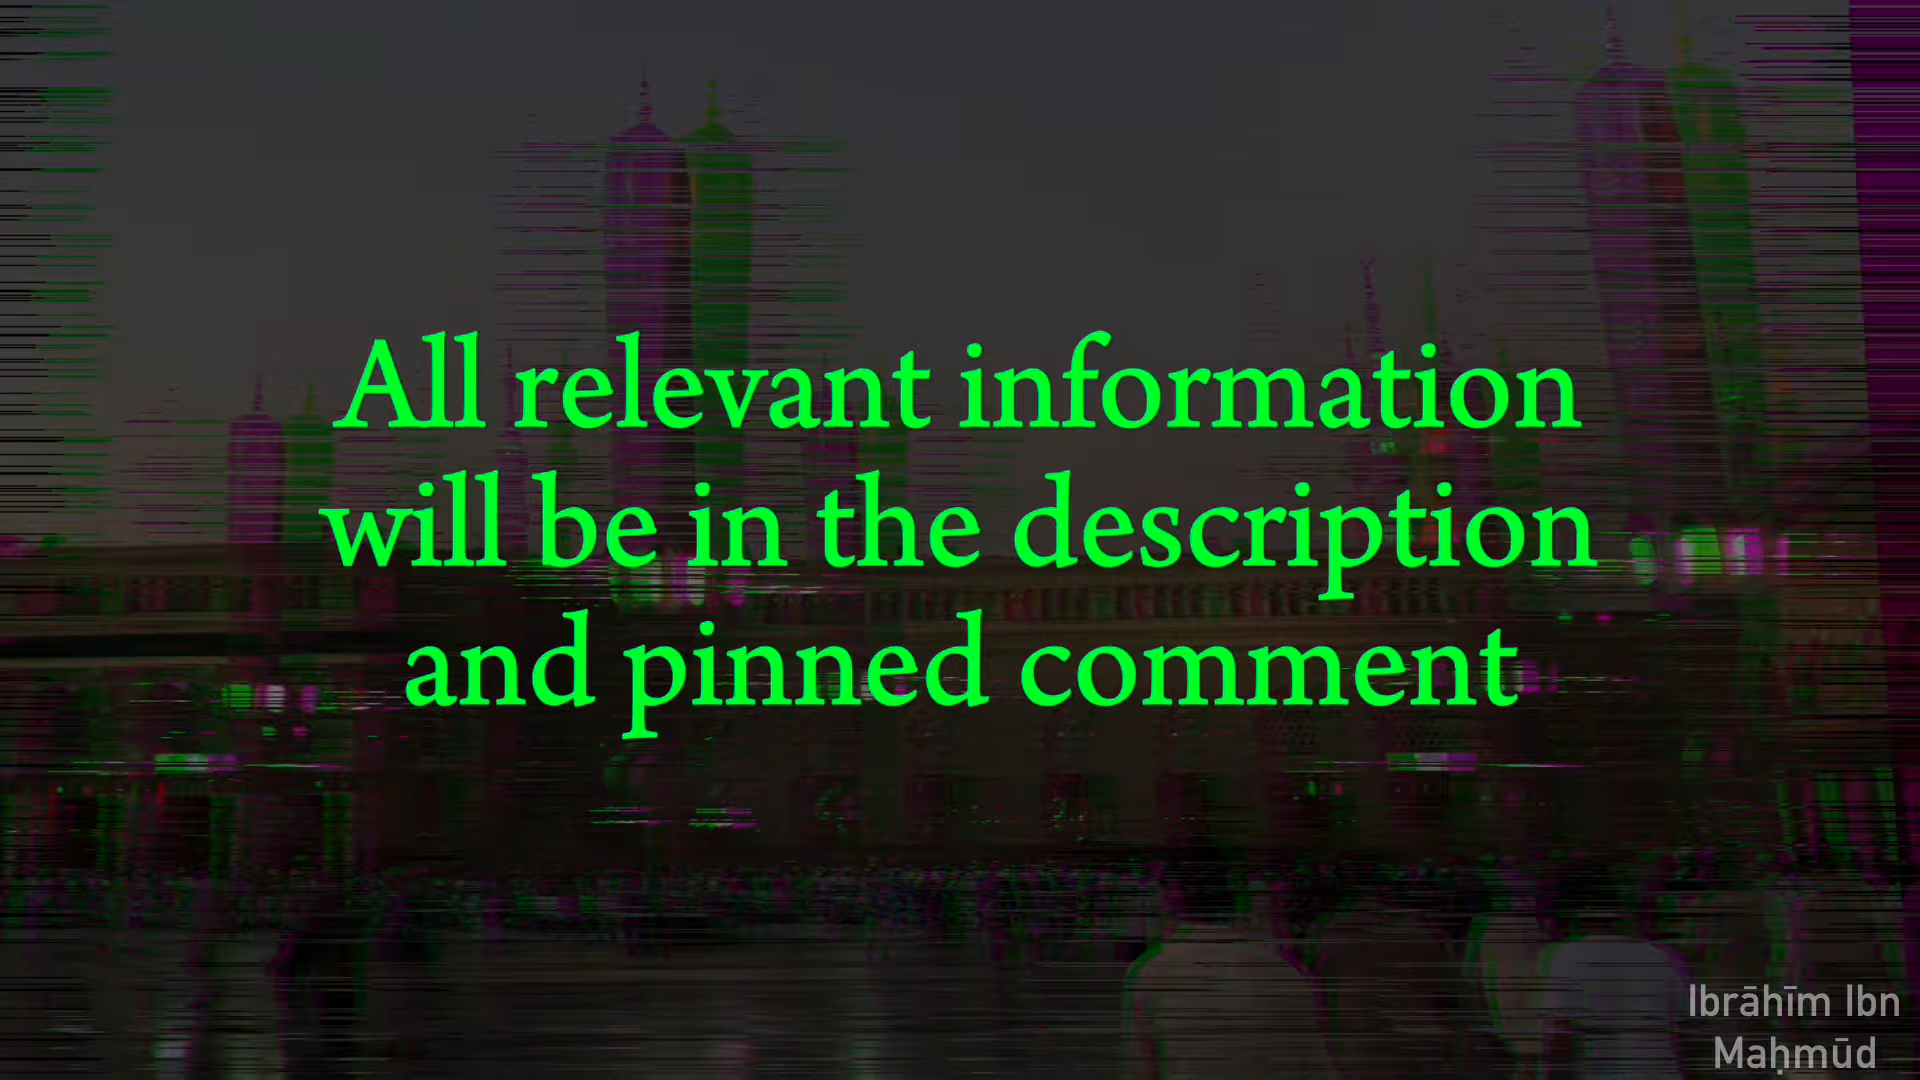 All relevant information
will be in the description
and pinned comment
Ibrāhīm Ibn
Maḥmūd